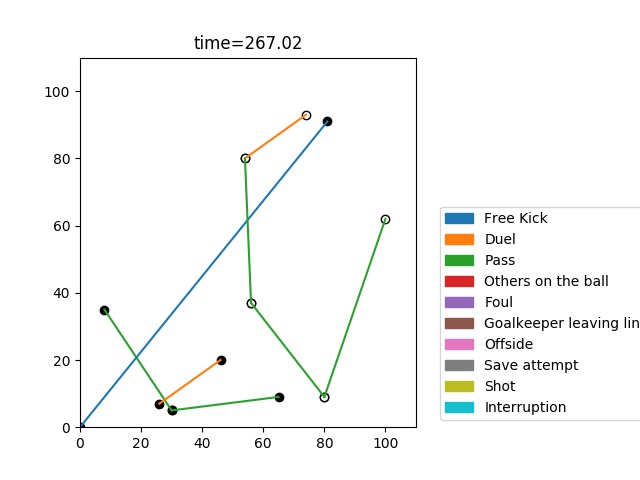 time=267.02
100
80
60
40
20
0
0
20
40
60
80
100
Free Kick
Duel
Pass
Others on the ball
Foul
Goalkeeper leaving lin
Offside
Save attempt
Shot
Interruption